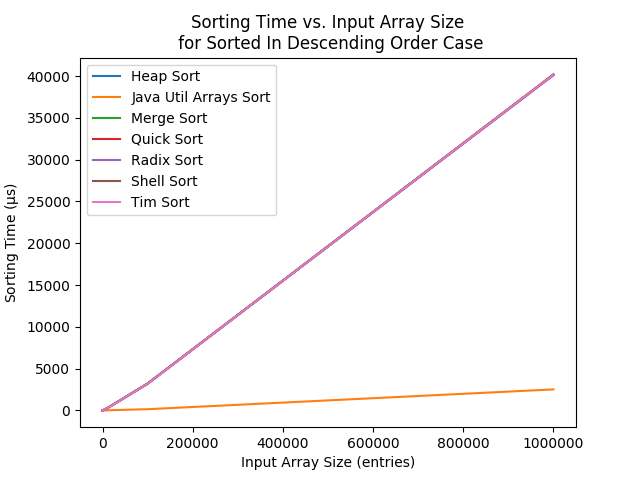 Sorting Time vs. Input Array Size
for Sorted In Descending Order Case
40000
35000
30000
25000
20000
15000
10000
5000
0
Sorting Time (µs)
Heap Sort
Java Util Arrays Sort
Merge Sort
Quick Sort
Radix Sort
Shell Sort
Tim Sort
0 200000 400000 600000 800000 1000000
Input Array Size (entries)